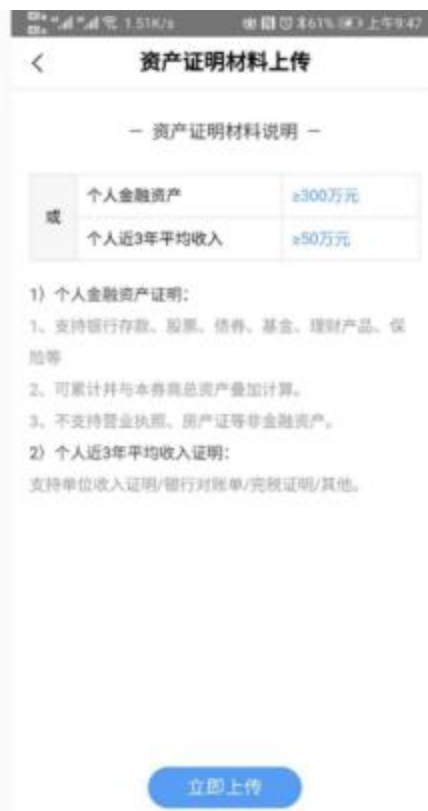 1.51K/s 61% 上午9:47
资产证明材料上传
– 资产证明材料说明 –
或
个人金融资产 ≥300万元
个人近3年平均收入 ≥50万元
1）个人金融资产证明：
1、支持银行存款、股票、债券、基金、理财产品、保
险等
2、可累计并与本券商总资产叠加计算。
3、不支持营业执照、房产证等非金融资产。
2）个人近3年平均收入证明：
支持单位收入证明/银行对账单/完税证明/其他。
立即上传